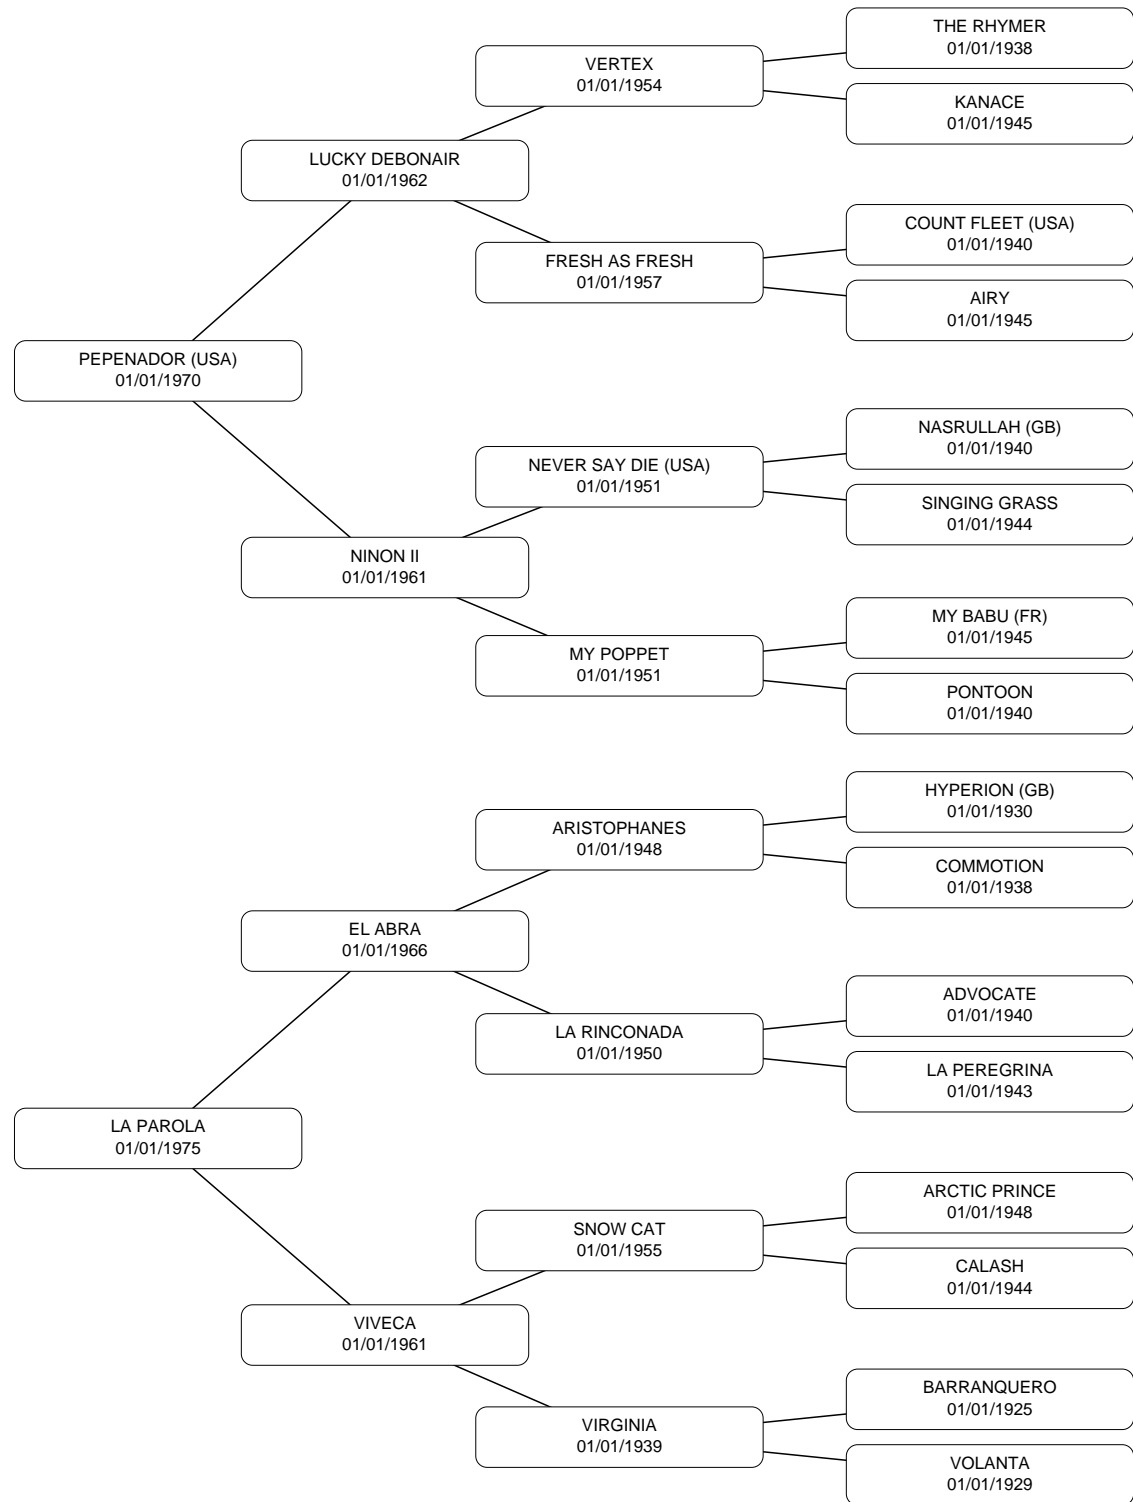 THE RHYMER
01/01/1938
VERTEX
01/01/1954
KANACE
01/01/1945
LUCKY DEBONAIR
01/01/1962
COUNT FLEET (USA)
01/01/1940
FRESH AS FRESH
01/01/1957
AIRY
01/01/1945
PEPENADOR (USA)
01/01/1970
NASRULLAH (GB)
01/01/1940
NEVER SAY DIE (USA)
01/01/1951
SINGING GRASS
01/01/1944
NINON II
01/01/1961
MY BABU (FR)
01/01/1945
MY POPPET
01/01/1951
PONTOON
01/01/1940
HYPERION (GB)
01/01/1930
ARISTOPHANES
01/01/1948
COMMOTION
01/01/1938
EL ABRA
01/01/1966
ADVOCATE
01/01/1940
LA RINCONADA
01/01/1950
LA PEREGRINA
01/01/1943
LA PAROLA
01/01/1975
ARCTIC PRINCE
01/01/1948
SNOW CAT
01/01/1955
CALASH
01/01/1944
VIVECA
01/01/1961
BARRANQUERO
01/01/1925
VIRGINIA
01/01/1939
VOLANTA
01/01/1929